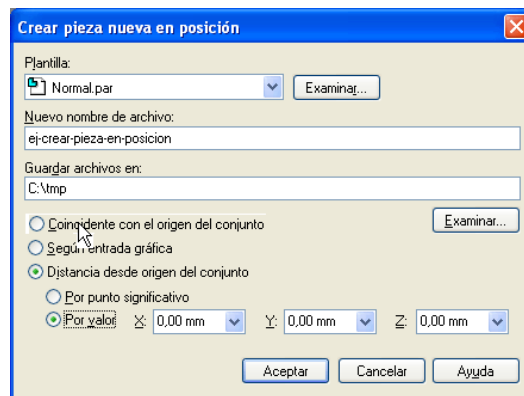 Crear pieza nueva en posición
Plantilla:
Normal.par
Examinar...
Nuevo nombre de archivo:
ej-crear-pieza-en-posicion
Guardar archivos en:
C:\tmp
Coincidente con el origen del conjunto
Examinar...
Según entrada gráfica
Distancia desde origen del conjunto
Por punto significativo
Por valor X: 0,00 mm Y: 0,00 mm Z: 0,00 mm
Aceptar Cancelar Ayuda